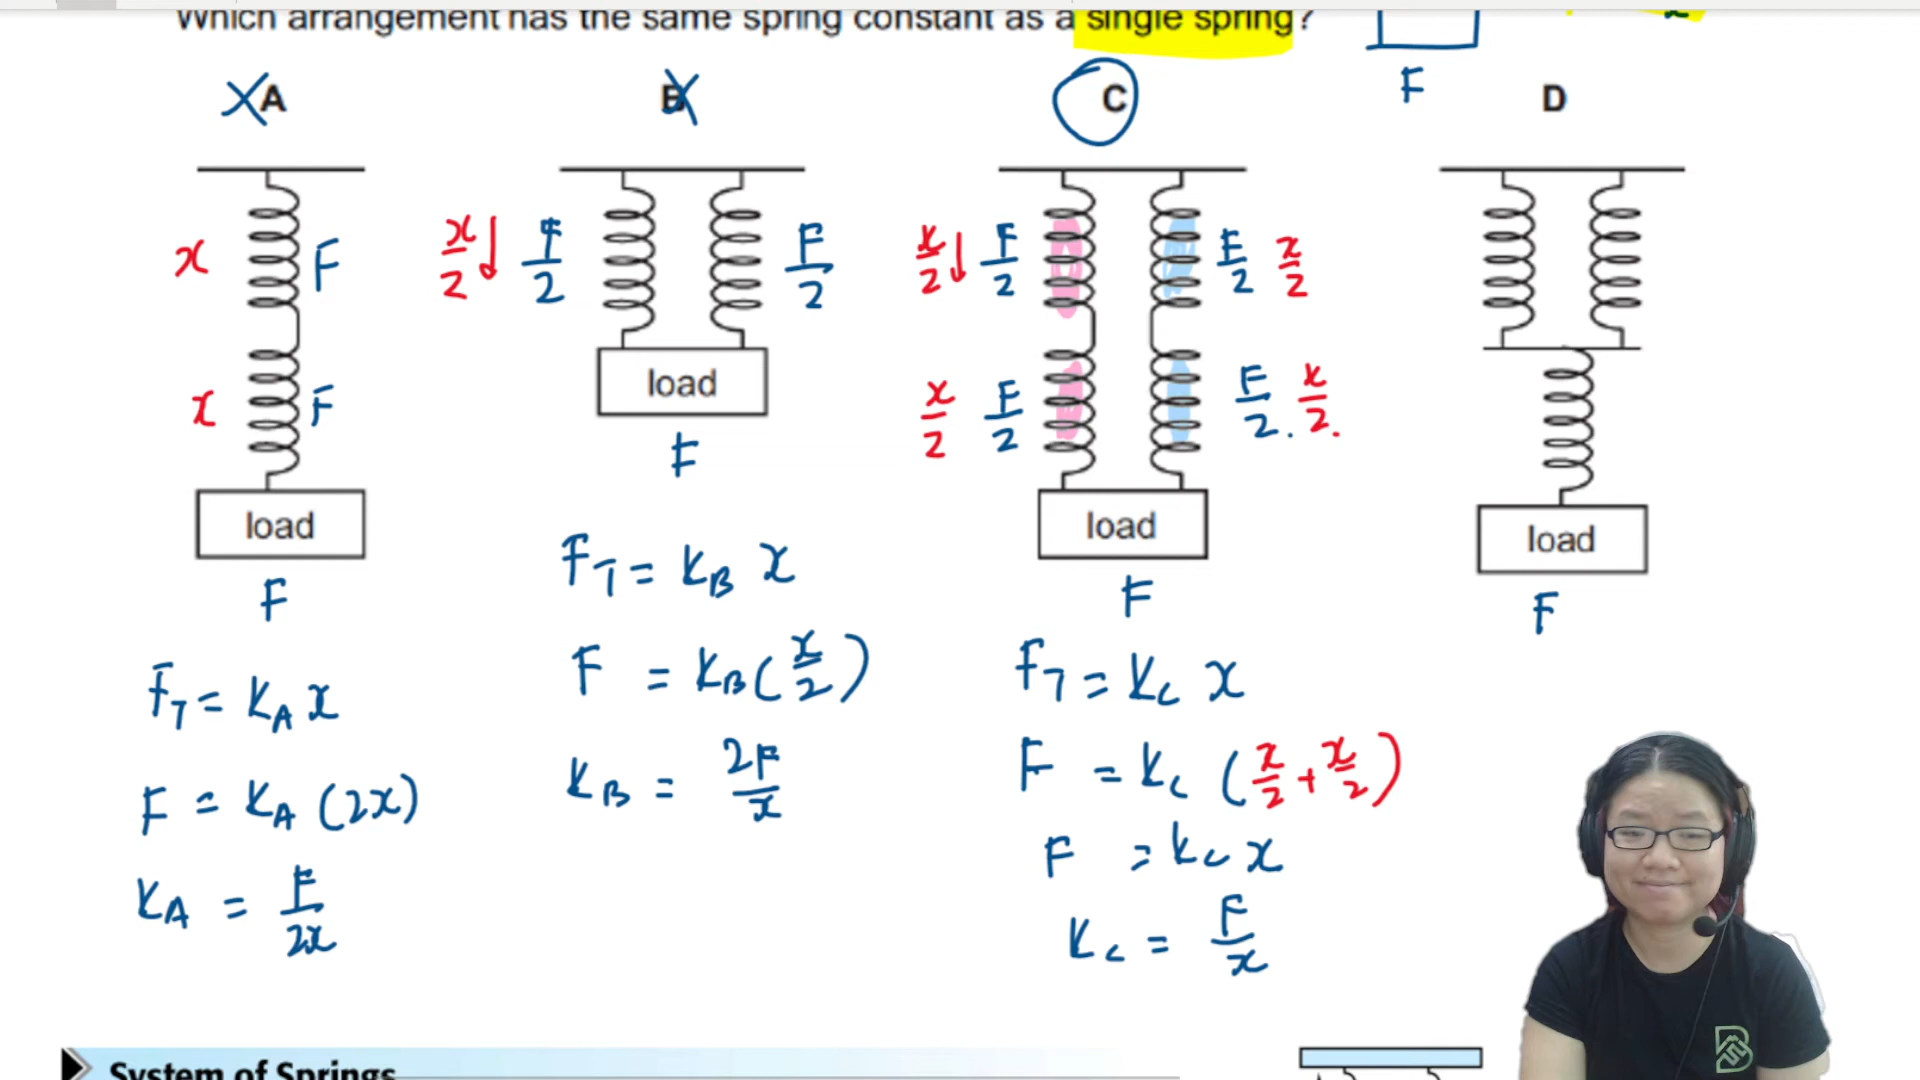 Which arrangement has the same spring constant as a single spring?
F
A B C D
x F
x/2 F/2 F/2
x/2 F/2 F/2 x/2
x F
x/2 F/2 F/2. x/2.
load
F
load
F
load
F
load
F
F_T = K_A x
F = K_A (2x)
K_A = F/2x
F_T = K_B x
F = K_B (x/2)
K_B = 2F/x
F_T = K_C x
F = K_C (x/2 + x/2)
F = K_C x
K_C = F/x
System of Springs